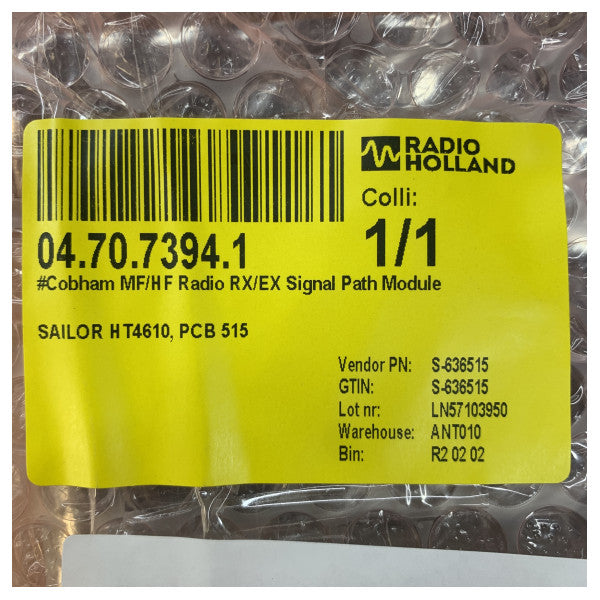 RADIO
HOLLAND
Colli:
1/1
04.70.7394.1
#Cobham MF/HF Radio RX/EX Signal Path Module
SAILOR HT4610, PCB 515
Vendor PN: S-636515
GTIN: S-636515
Lot nr: LN57103950
Warehouse: ANT010
Bin: R2 02 02